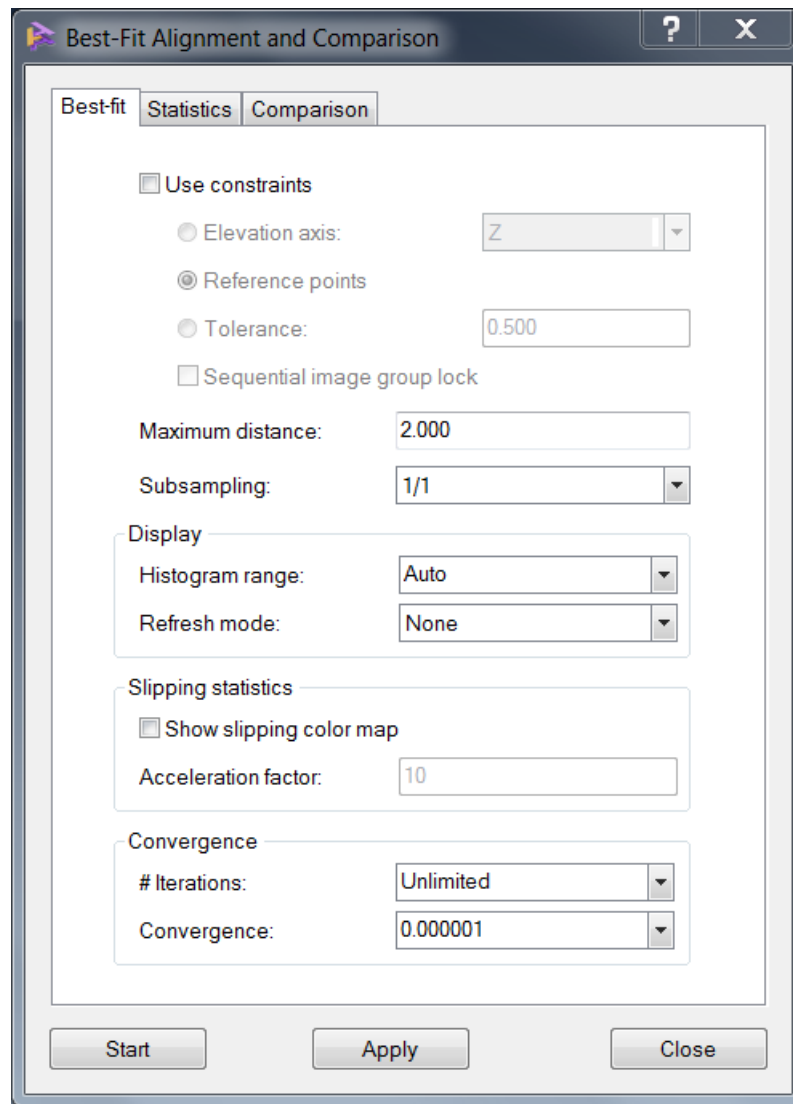 Best-Fit Alignment and Comparison ? X
Best-fit Statistics Comparison
Use constraints
Elevation axis: Z
Reference points
Tolerance: 0.500
Sequential image group lock
Maximum distance: 2.000
Subsampling: 1/1
Display
Histogram range: Auto
Refresh mode: None
Slipping statistics
Show slipping color map
Acceleration factor: 10
Convergence
# Iterations: Unlimited
Convergence: 0.000001
Start Apply Close